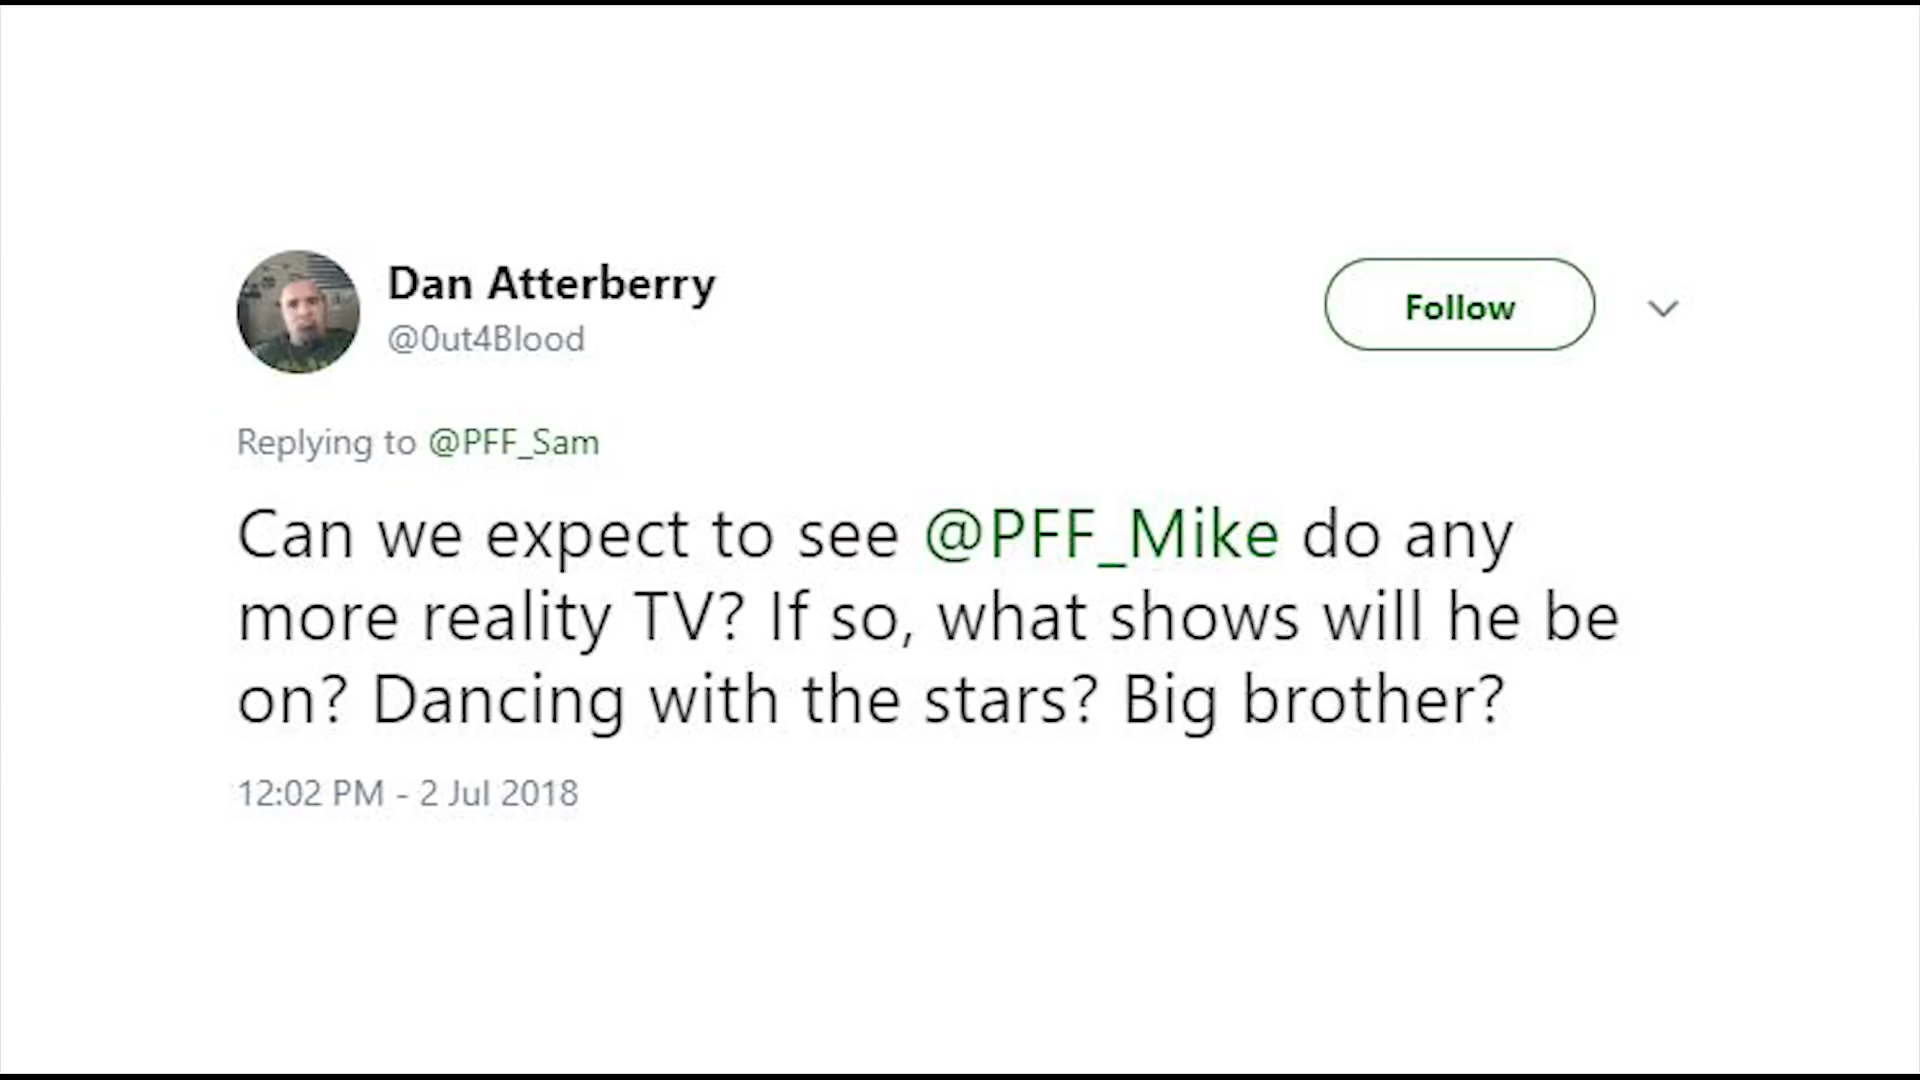 Dan Atterberry
@0ut4Blood
Follow
Replying to @PFF_Sam
Can we expect to see @PFF_Mike do any
more reality TV? If so, what shows will he be
on? Dancing with the stars? Big brother?
12:02 PM - 2 Jul 2018